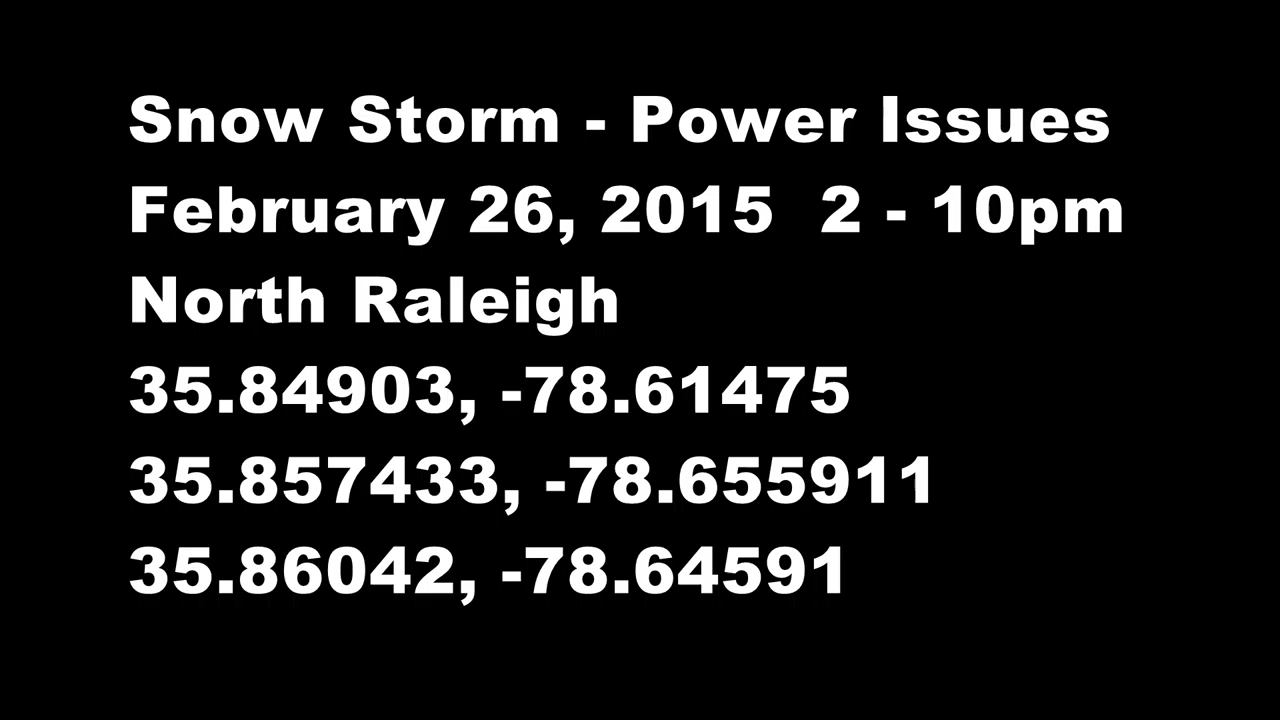 Snow Storm - Power Issues
February 26, 2015  2 - 10pm
North Raleigh
35.84903, -78.61475
35.857433, -78.655911
35.86042, -78.64591